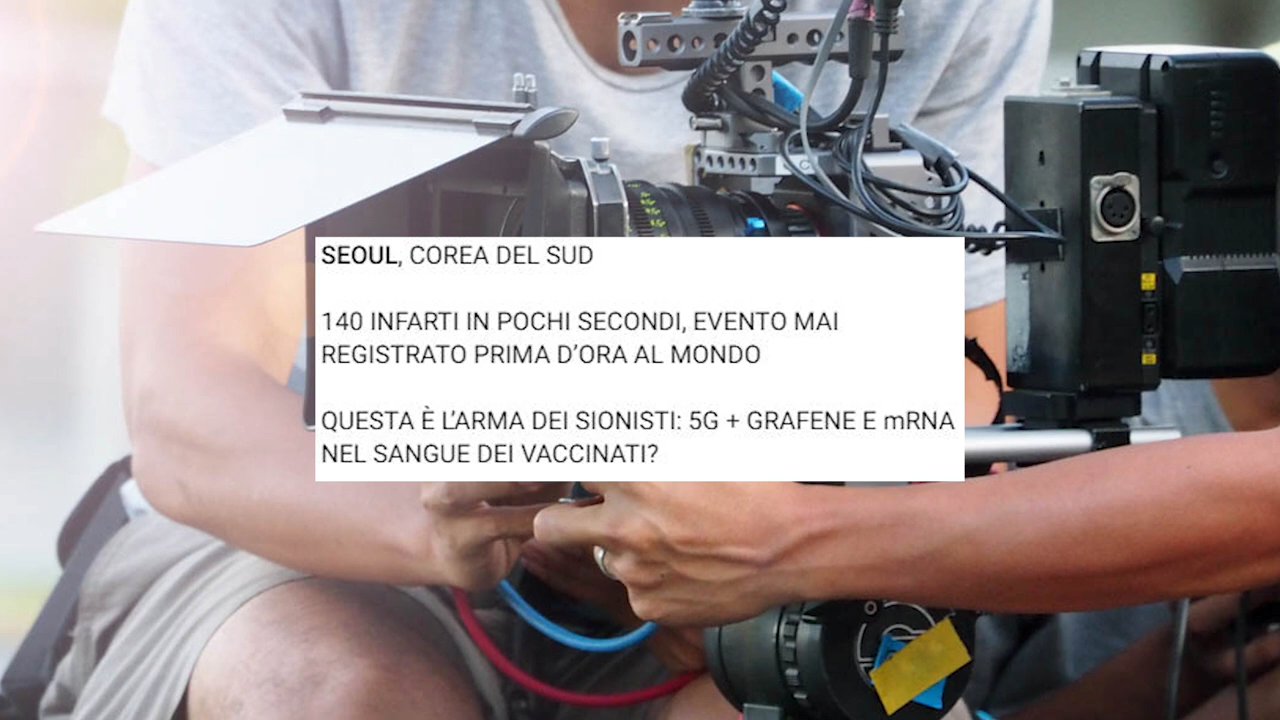 SEOUL, COREA DEL SUD
140 INFARTI IN POCHI SECONDI, EVENTO MAI
REGISTRATO PRIMA D'ORA AL MONDO
QUESTA È L'ARMA DEI SIONISTI: 5G + GRAFENE E mRNA
NEL SANGUE DEI VACCINATI?